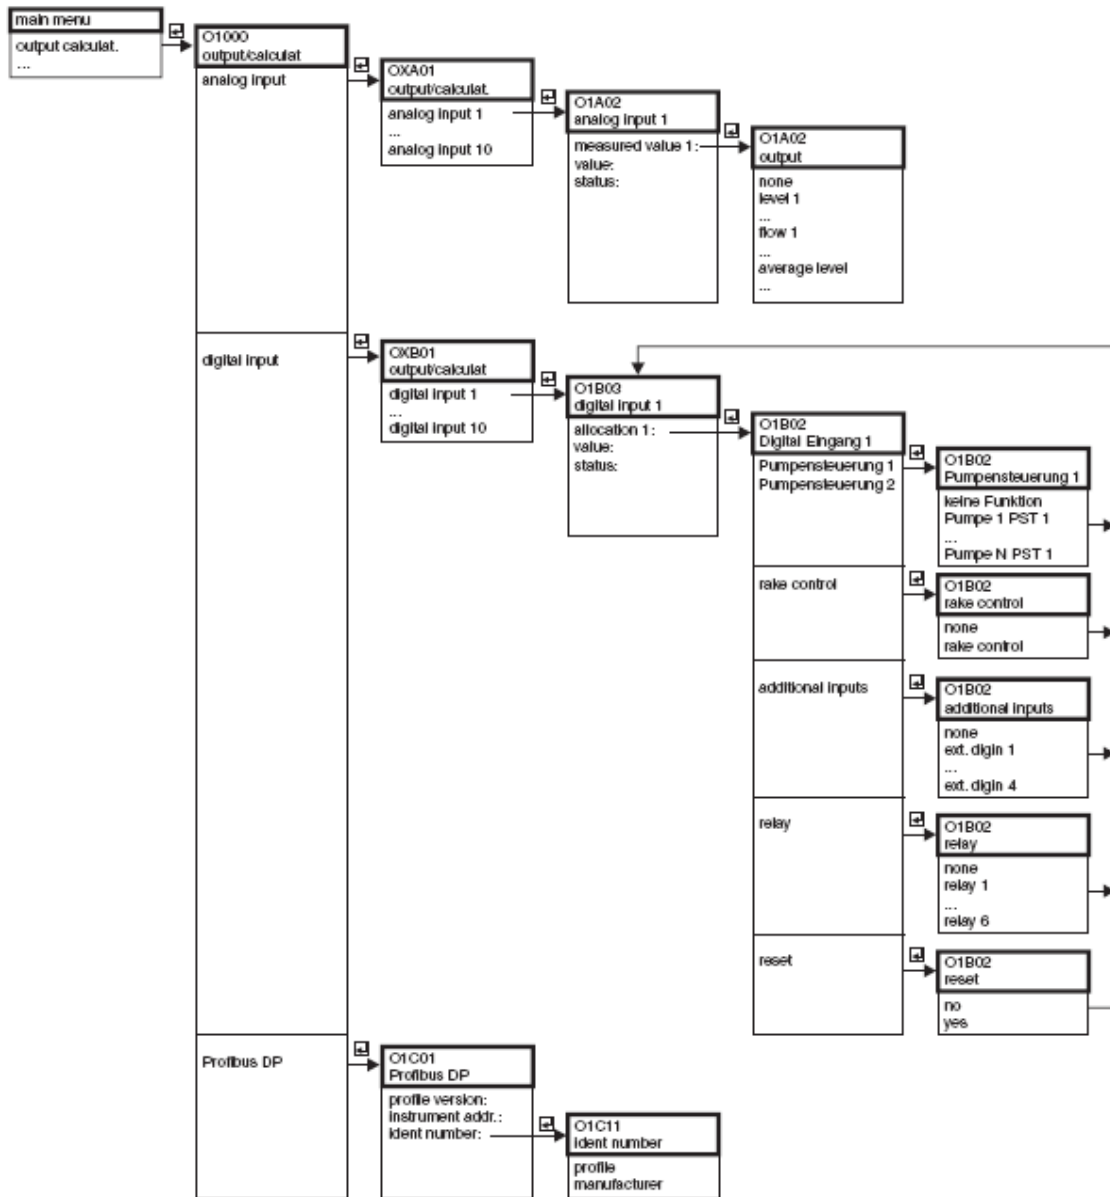 main menu
output calculat.
...
O1000
output/calculat
analog input
OXA01
output/calculat.
analog input 1
...
analog input 10
O1A02
analog input 1
measured value 1:
value:
status:
O1A02
output
none
level 1
...
flow 1
...
average level
...
digital input
OXB01
output/calculat
digital input 1
...
digital input 10
O1B03
digital input 1
allocation 1:
value:
status:
O1B02
Digital Eingang 1
Pumpensteuerung 1
Pumpensteuerung 2
O1B02
Pumpensteuerung 1
keine Funktion
Pumpe 1 PST 1
...
Pumpe N PST 1
rake control
O1B02
rake control
none
rake control
additional inputs
O1B02
additional inputs
none
ext. digin 1
...
ext. digin 4
relay
O1B02
relay
none
relay 1
...
relay 6
reset
O1B02
reset
no
yes
Profibus DP
O1C01
Profibus DP
profile version:
instrument addr.:
ident number:
O1C11
ident number
profile
manufacturer